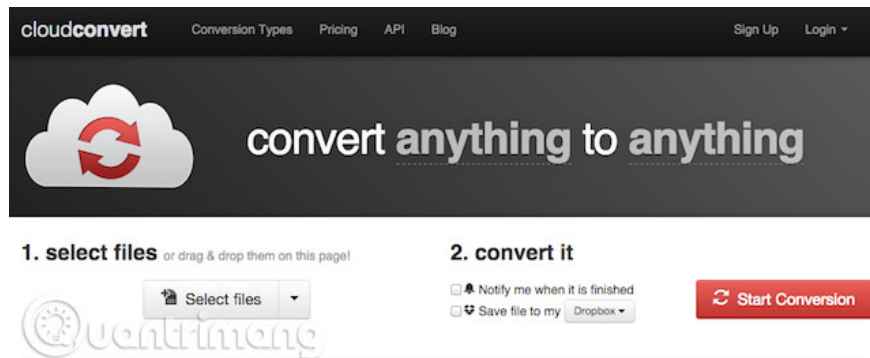 cloudconvert Conversion Types Pricing API Blog Sign Up Login
convert anything to anything
1. select files or drag & drop them on this page!
Select files
2. convert it
Notify me when it is finished
Save file to my Dropbox
Start Conversion
Quantrimang